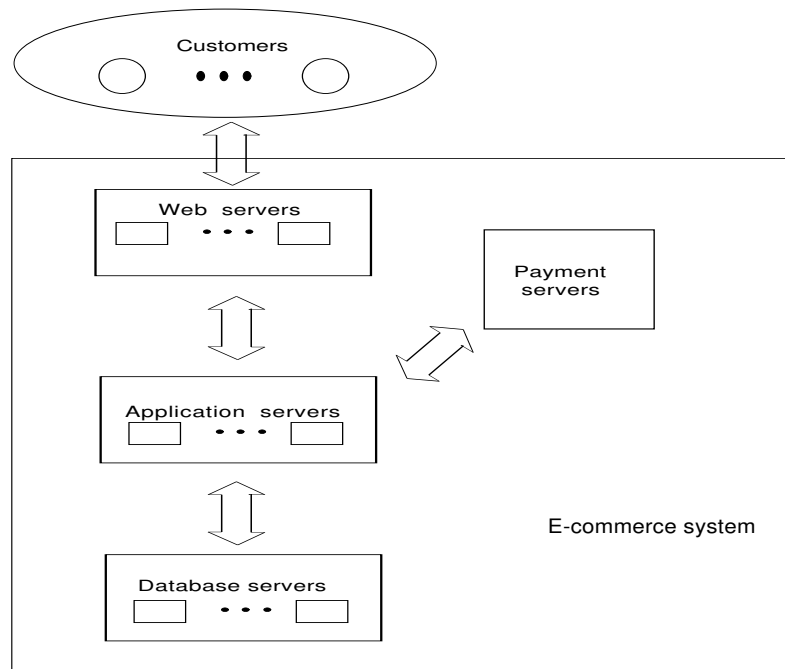 Customers
Web servers
Payment
servers
Application servers
E-commerce system
Database servers